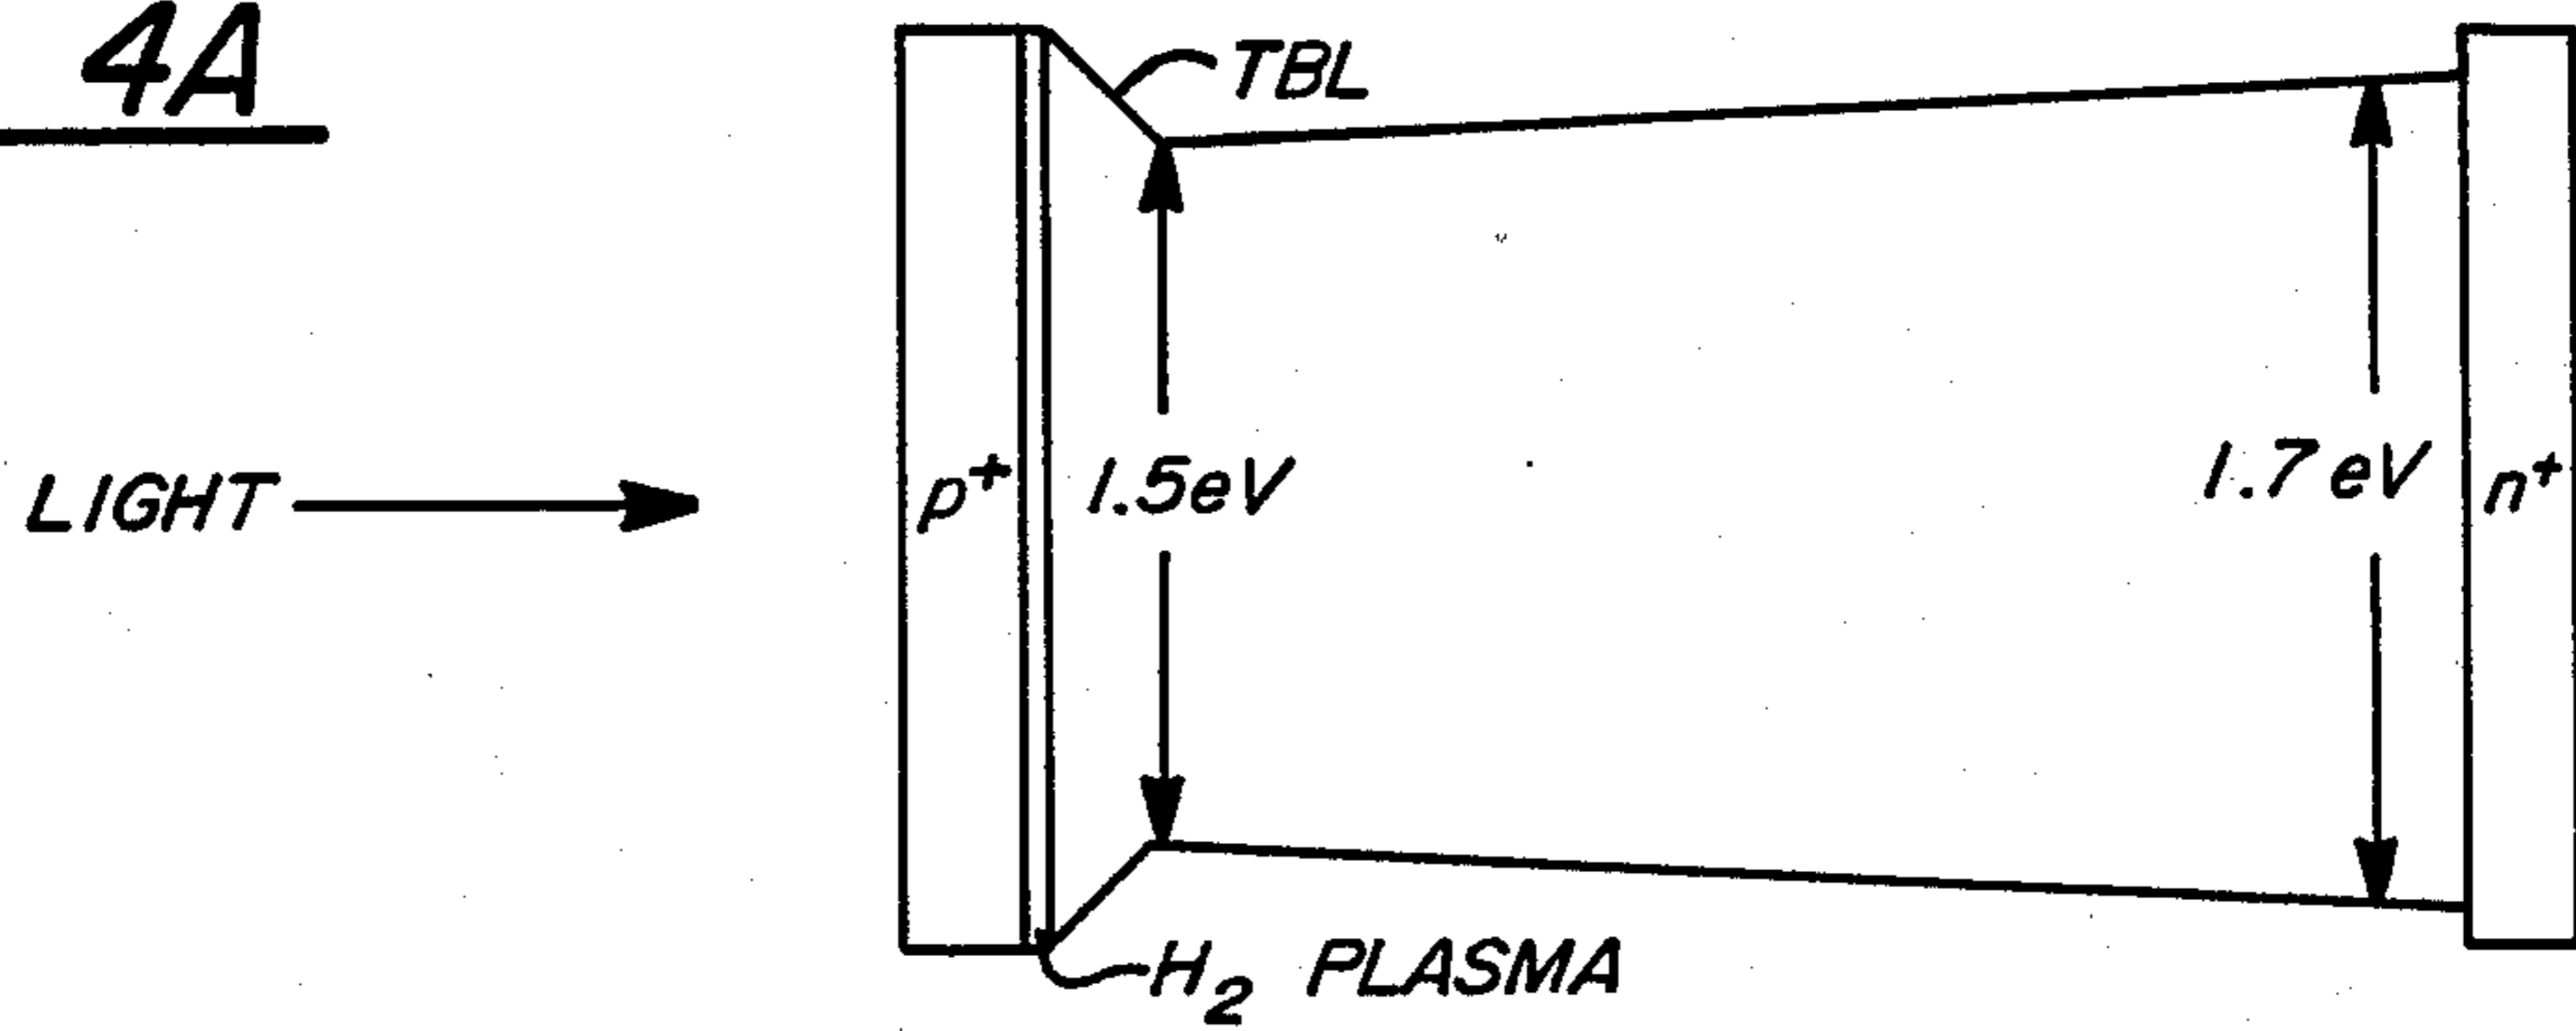 4A
TBL
LIGHT
p+
1.5eV
1.7eV
n+
H2 PLASMA